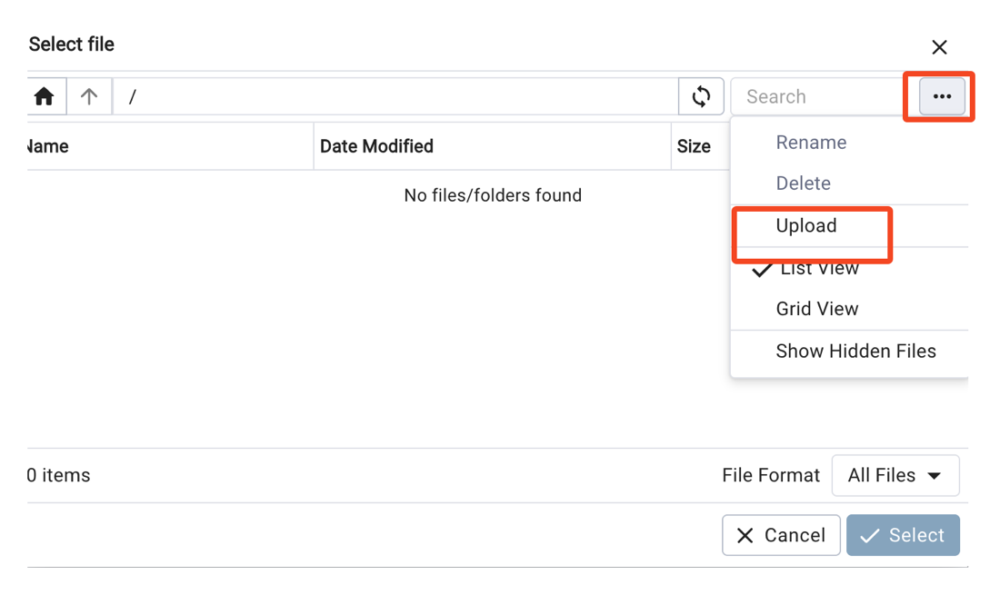 Select file
/
Search
Name
Date Modified
Size
No files/folders found
Rename
Delete
Upload
List View
Grid View
Show Hidden Files
0 items
File Format
All Files
Cancel
Select